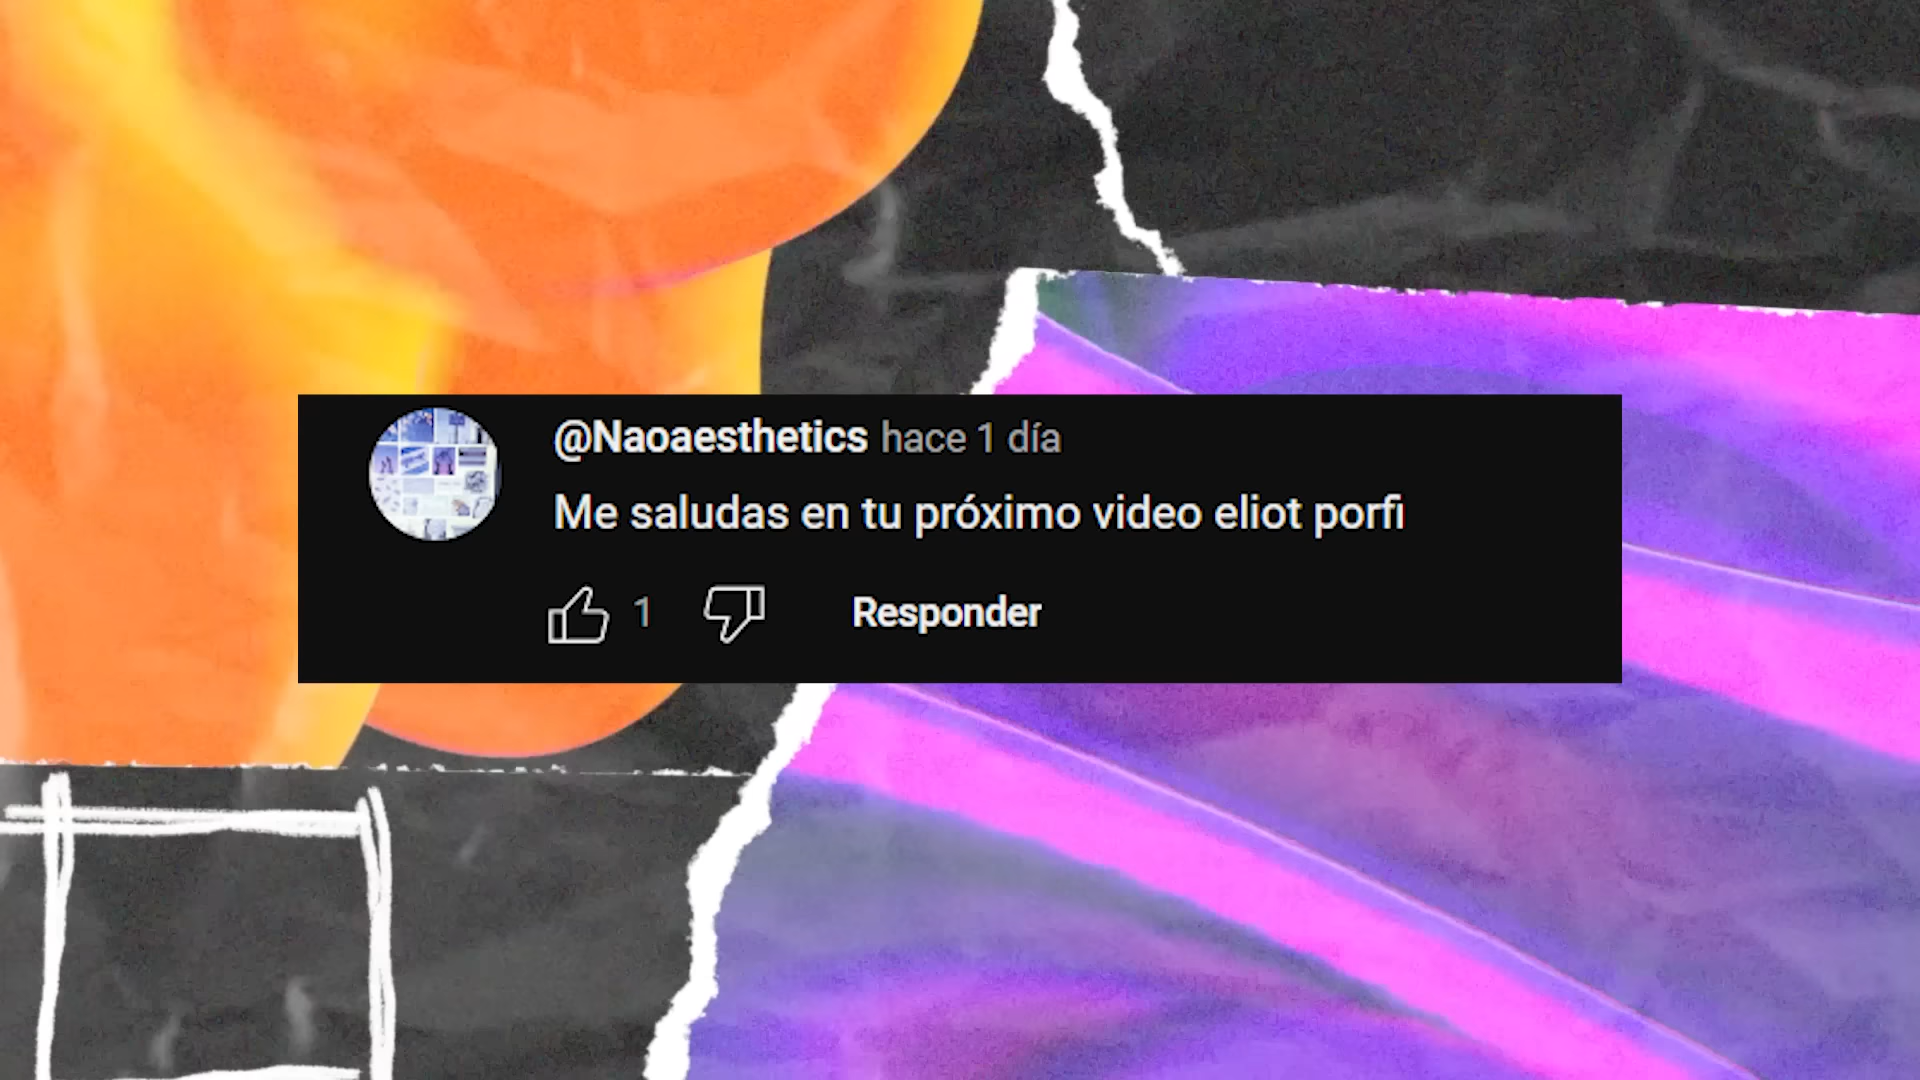 @Naoaesthetics hace 1 día
Me saludas en tu próximo video eliot porfi
1 Responder